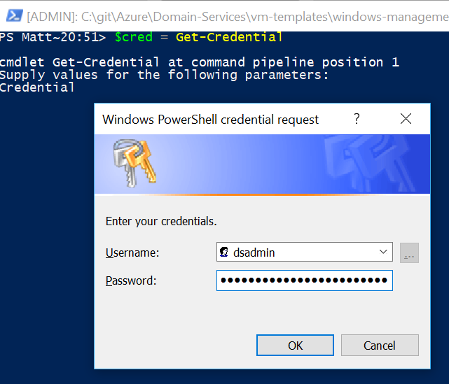 [ADMIN]: C:\git\Azure\Domain-Services\vm-templates\windows-manageme
PS Matt~20:51> $cred = Get-Credential
cmdlet Get-Credential at command pipeline position 1
Supply values for the following parameters:
Credential
Windows PowerShell credential request
?
Enter your credentials.
Username:
dsadmin
...
Password:
●●●●●●●●●●●●●●●●●●●●●●●●
OK
Cancel